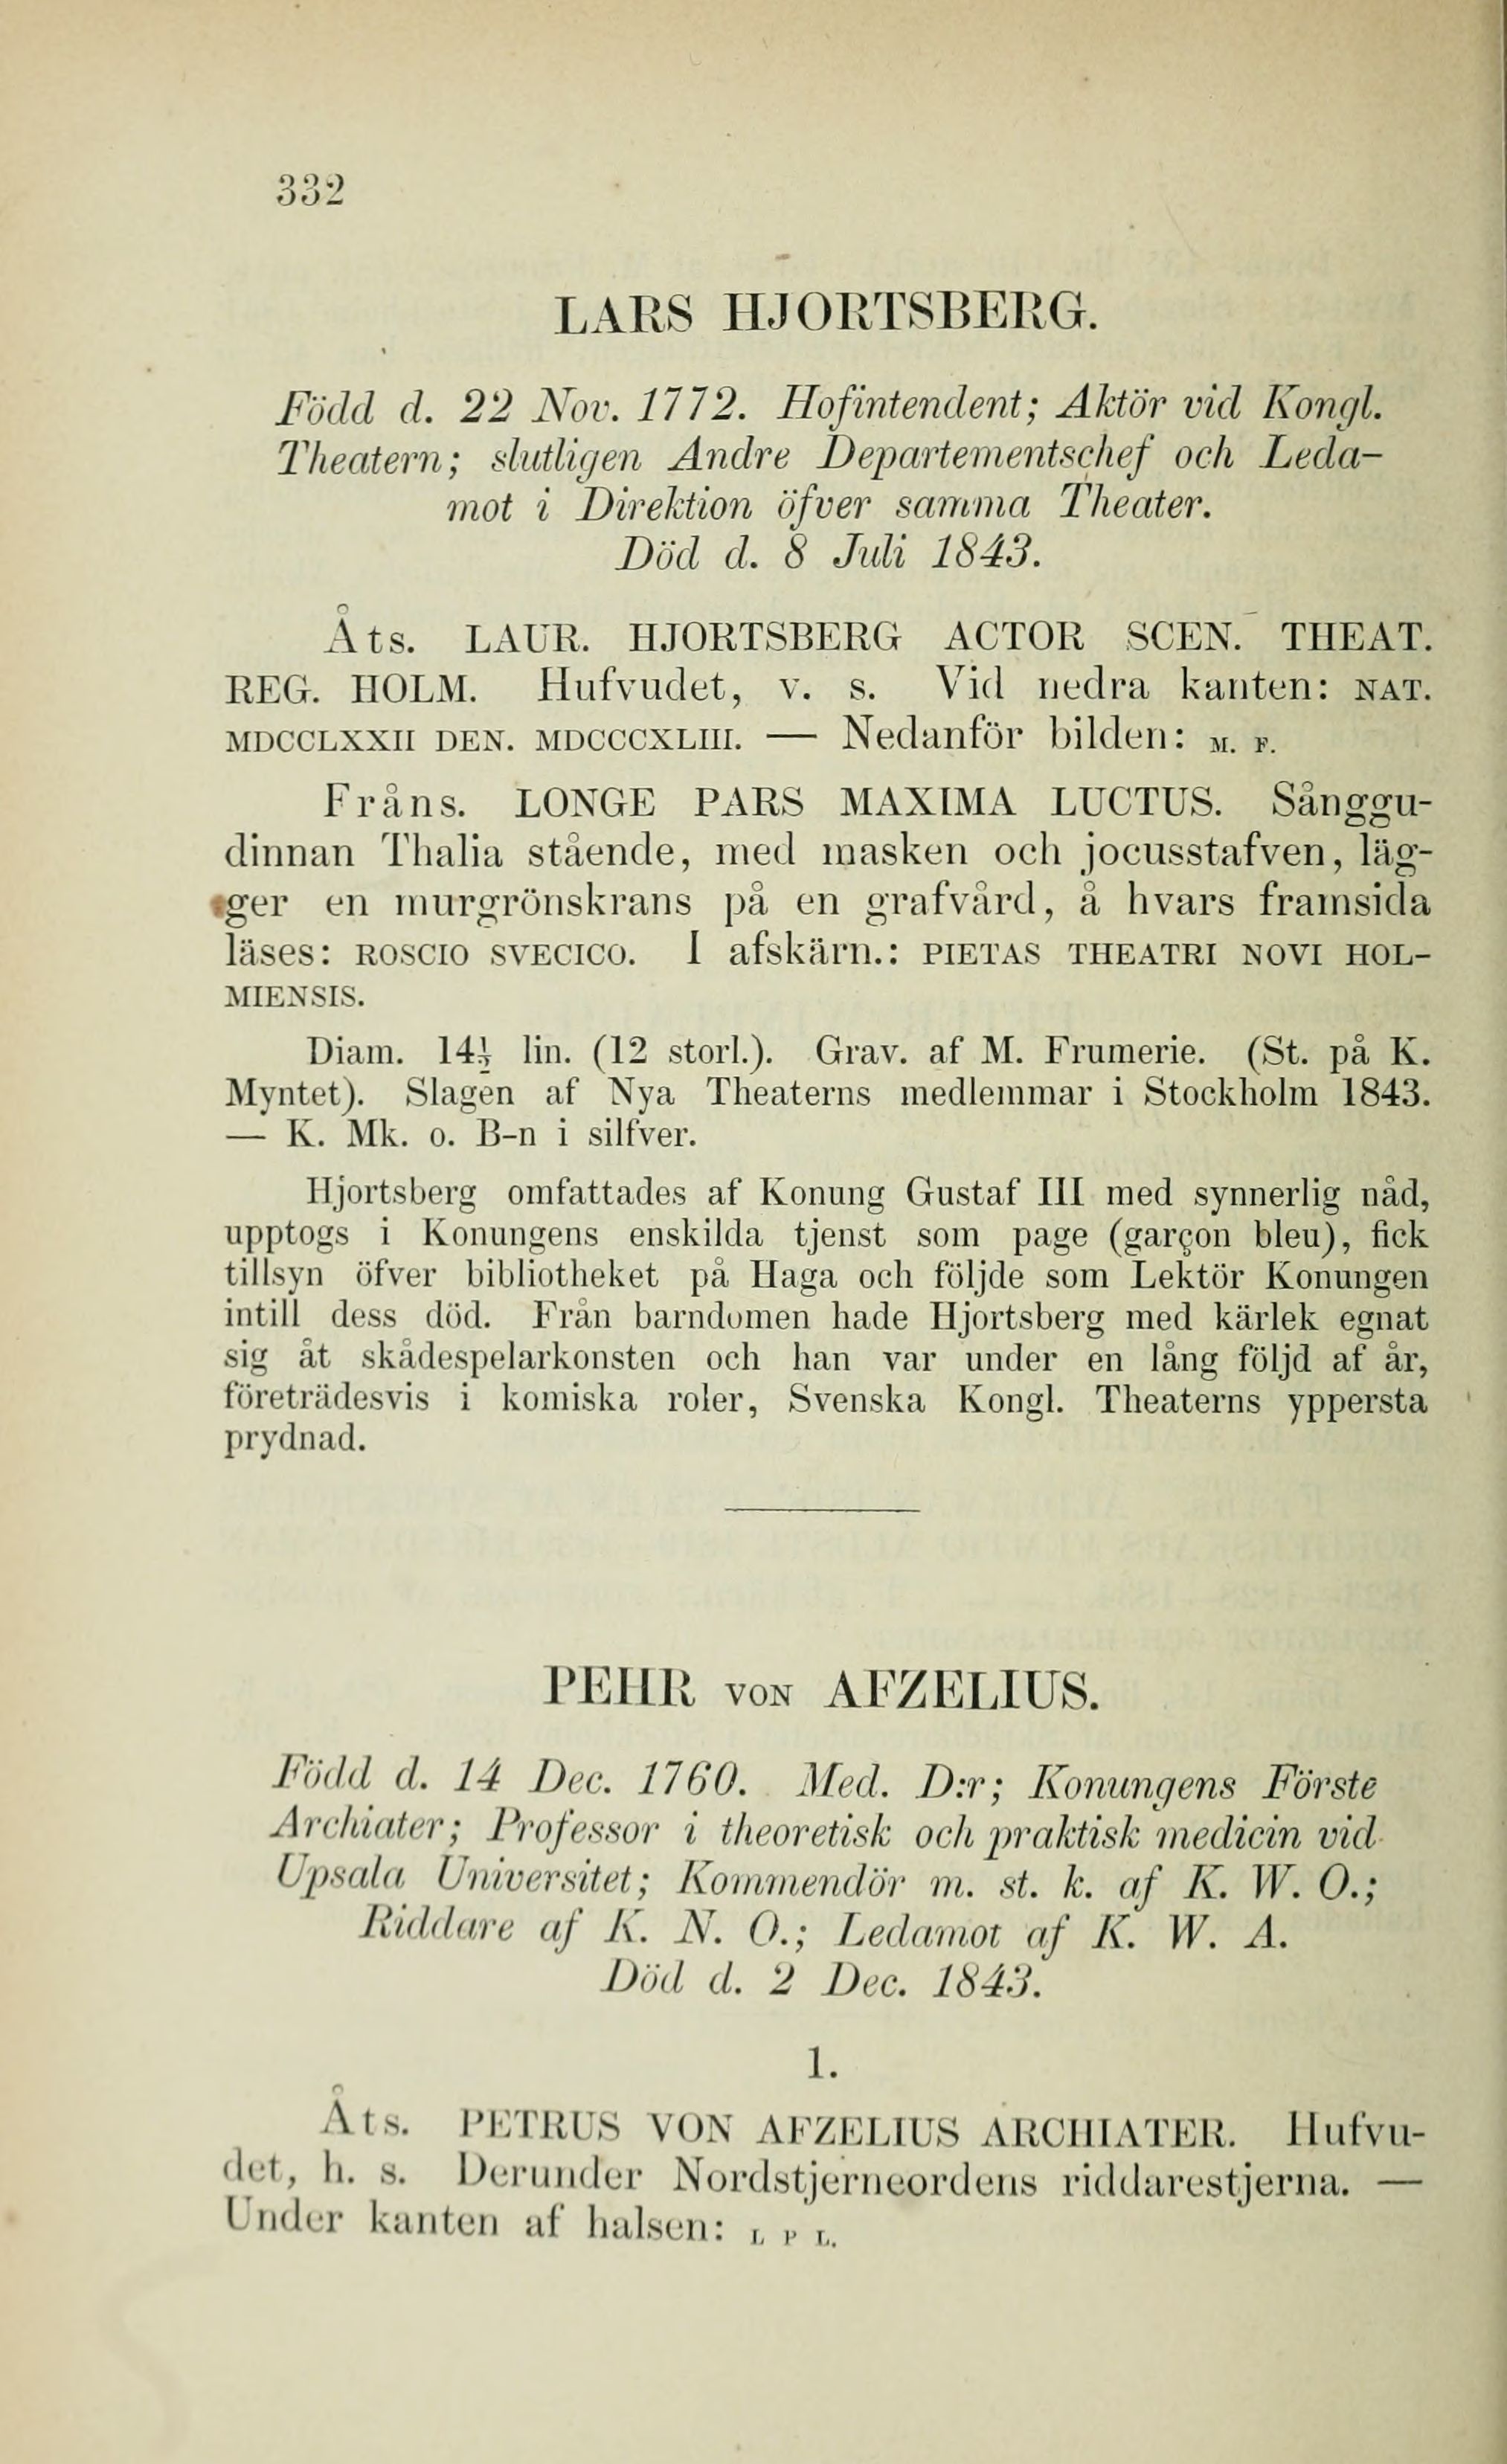 332
LARS HJORTSBERG.
Född d. 22 Nov. 1772. Hofintendent; Aktör vid Kongl.
Theatern; slutligen Andre Departementschef och Leda-
mot i Direktion öfver samma Theater.
Död d. 8 Juli 1843.
Åts. LAUR. HJORTSBERG ACTOR SCEN. THEAT.
REG. HOLM. Hufvudet, v. s. Vid nedra kanten: NAT.
MDCCLXXII DEN. MDCCCXLIII. — Nedanför bilden: M. F.
Fråns. LONGE PARS MAXIMA LUCTUS. Sånggu-
dinnan Thalia stående, med masken och jocusstafven, läg-
ger en murgrönskrans på en grafvård, å hvars framsida
läses: ROSCIO SVECICO. I afskärn.: PIETAS THEATRI NOVI HOL-
MIENSIS.
Diam. 14½ lin. (12 storl.). Grav. af M. Frumerie. (St. på K.
Myntet). Slagen af Nya Theaterns medlemmar i Stockholm 1843.
— K. Mk. o. B-n i silfver.
Hjortsberg omfattades af Konung Gustaf III med synnerlig nåd,
upptogs i Konungens enskilda tjenst som page (garçon bleu), fick
tillsyn öfver bibliotheket på Haga och följde som Lektör Konungen
intill dess död. Från barndomen hade Hjortsberg med kärlek egnat
sig åt skådespelarkonsten och han var under en lång följd af år,
företrädesvis i komiska roler, Svenska Kongl. Theaterns yppersta
prydnad.
PEHR VON AFZELIUS.
Född d. 14 Dec. 1760. Med. D:r; Konungens Förste
Archiater; Professor i theoretisk och praktisk medicin vid
Upsala Universitet; Kommendör m. st. k. af K. W. O.;
Riddare af K. N. O.; Ledamot af K. W. A.
Död d. 2 Dec. 1843.
1.
Åts. PETRUS VON AFZELIUS ARCHIATER. Hufvu-
det, h. s. Derunder Nordstjerneordens riddarestjerna. —
Under kanten af halsen: L P L.